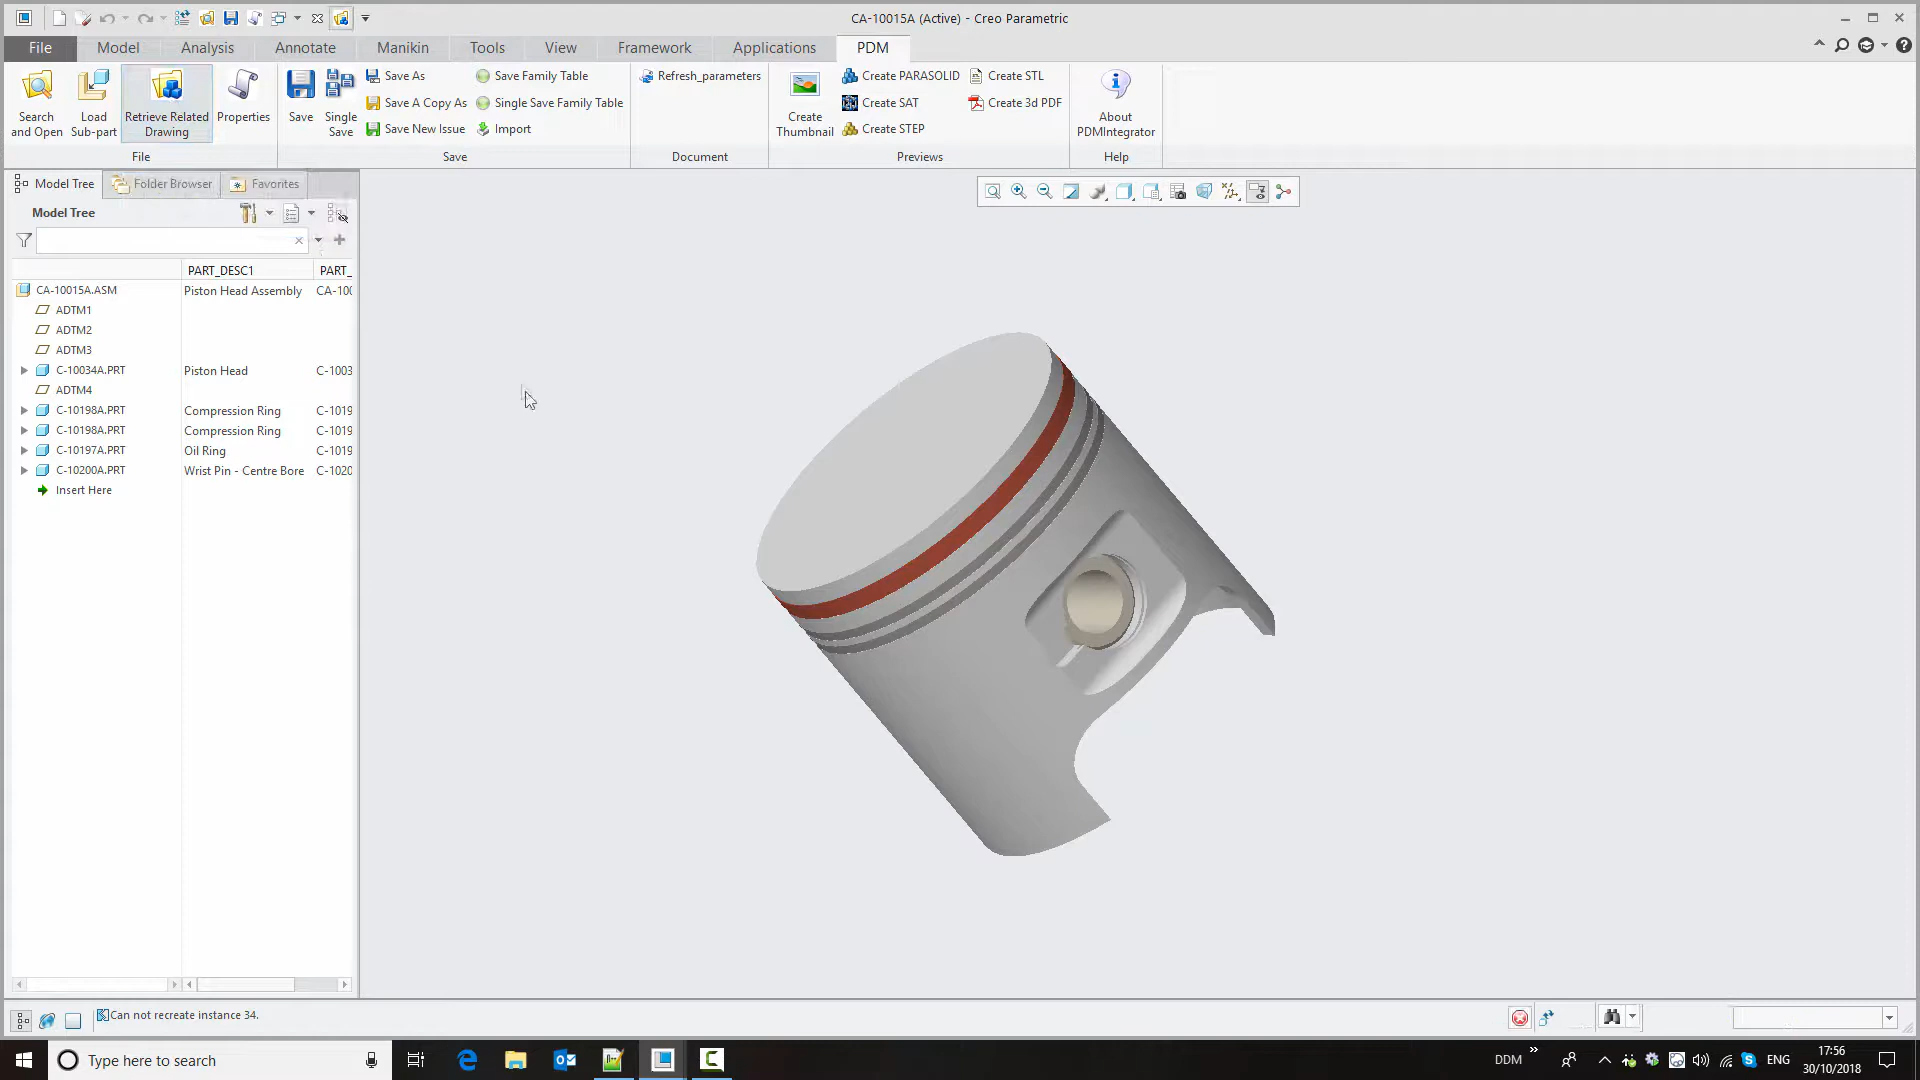 CA-10015A (Active) - Creo Parametric
File Model Analysis Annotate Manikin Tools View Framework Applications PDM
Search and Open
Load Sub-part
Retrieve Related Drawing
Properties
File
Save
Single Save
Save As
Save A Copy As
Save New Issue
Save Family Table
Single Save Family Table
Import
Save
Refresh_parameters
Document
Create Thumbnail
Create PARASOLID
Create SAT
Create STEP
Create STL
Create 3d PDF
Previews
About PDMIntegrator
Help
Model Tree Folder Browser Favorites
Model Tree
PART_DESC1 PART_
CA-10015A.ASM Piston Head Assembly CA-100
ADTM1
ADTM2
ADTM3
C-10034A.PRT Piston Head C-1003
ADTM4
C-10198A.PRT Compression Ring C-1019
C-10198A.PRT Compression Ring C-1019
C-10197A.PRT Oil Ring C-1019
C-10200A.PRT Wrist Pin - Centre Bore C-1020
Insert Here
Can not recreate instance 34.
Type here to search
DDM
ENG
17:56
30/10/2018